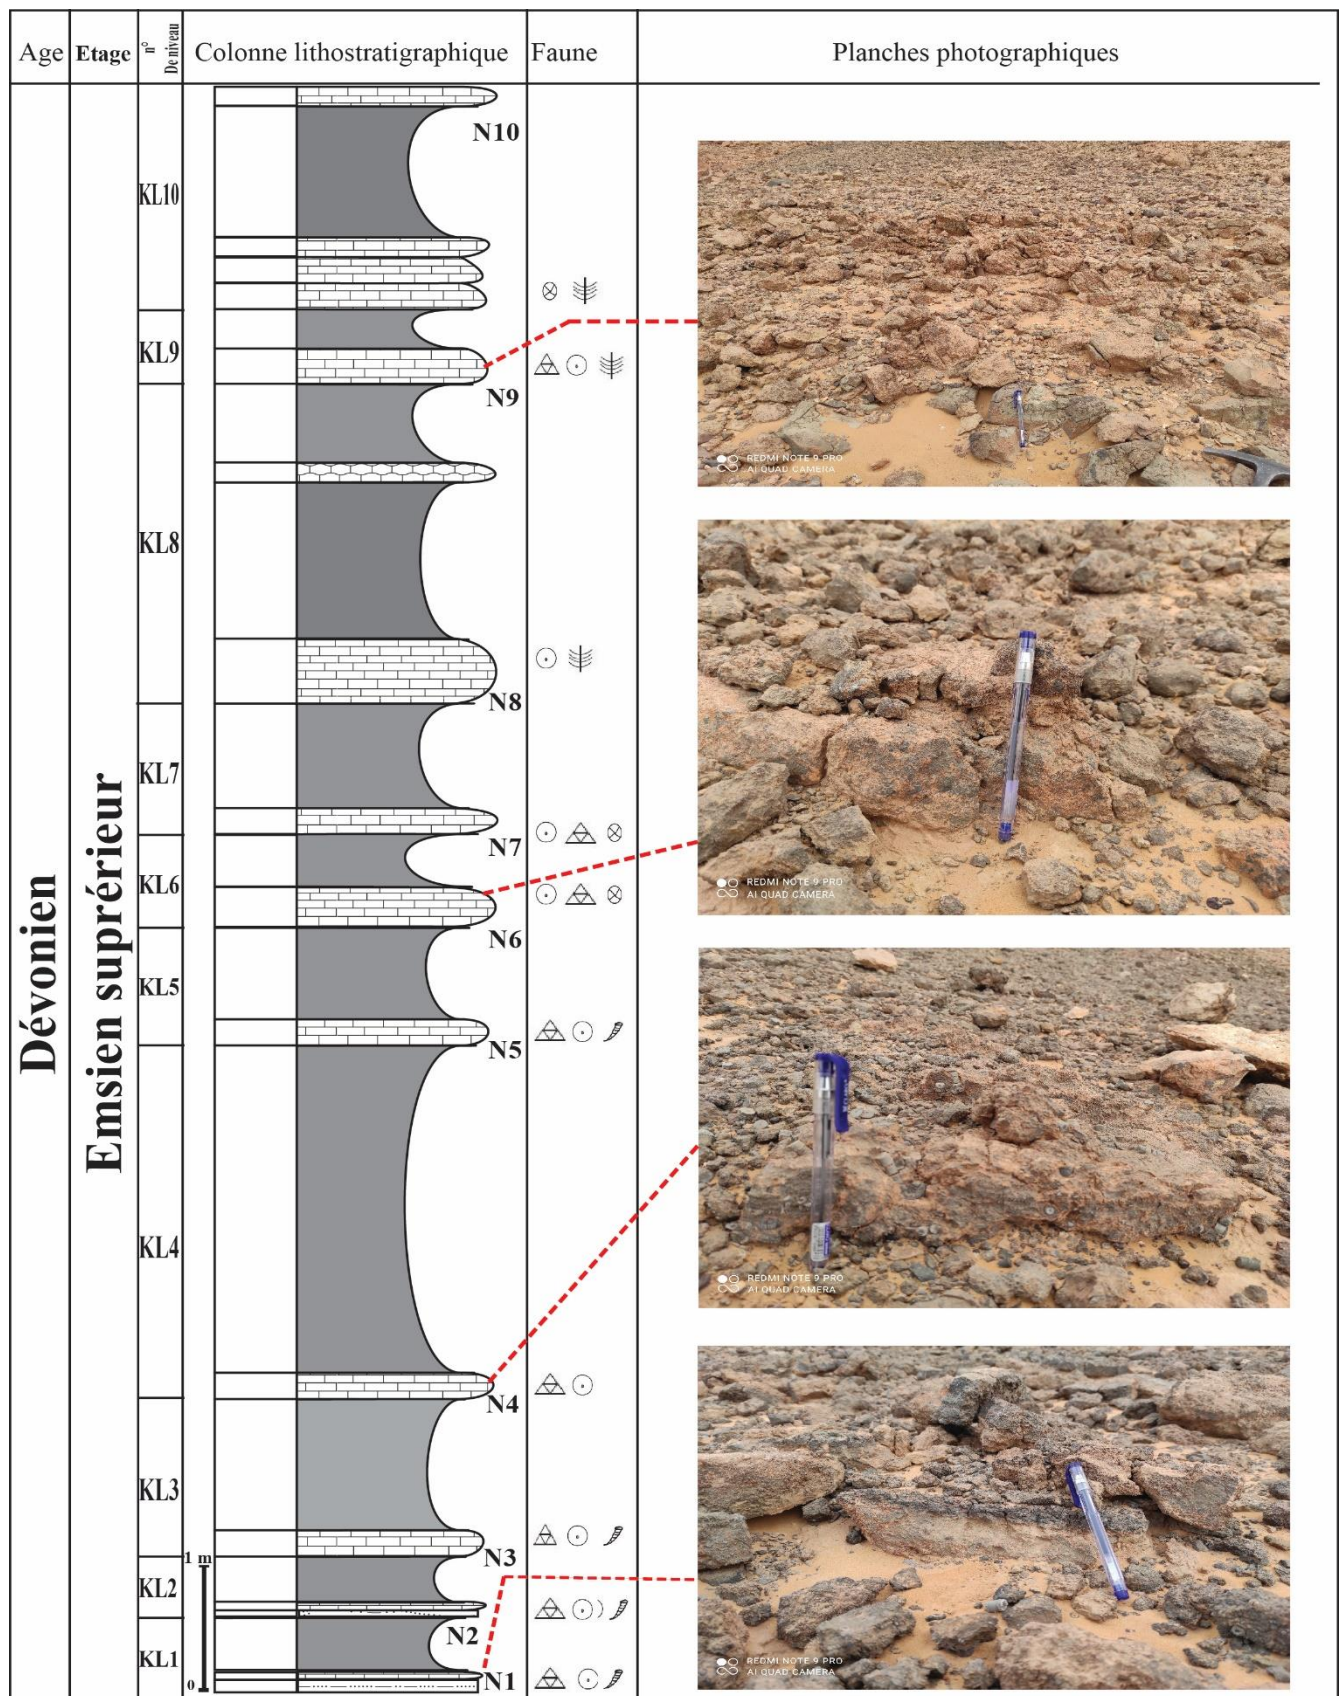 Age
Etage
n°
De niveau
Colonne lithostratigraphique
Faune
Planches photographiques
N10
KL10
KL9
N9
REDMI NOTE 9 PRO
AI QUAD CAMERA
KL8
N8
KL7
N7
KL6
REDMI NOTE 9 PRO
AI QUAD CAMERA
N6
KL5
N5
Dévonien
Emsien suprérieur
KL4
REDMI NOTE 9 PRO
AI QUAD CAMERA
N4
KL3
N3
1 m
KL2
N2
KL1
N1
0
REDMI NOTE 9 PRO
AI QUAD CAMERA